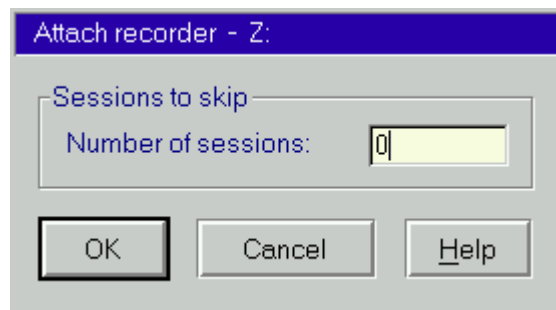 Attach recorder - Z:
Sessions to skip
Number of sessions: 0
OK Cancel Help